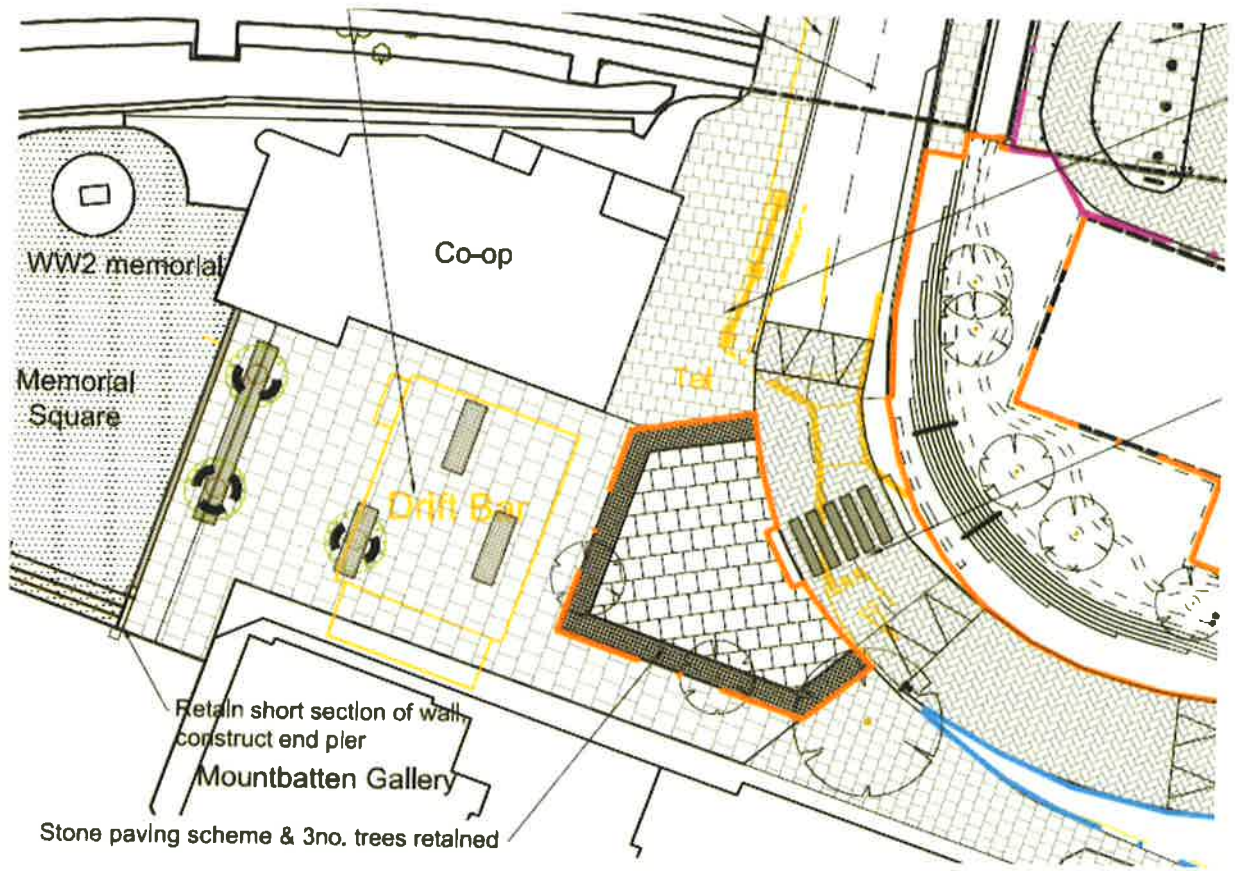 Co-op
WW2 memorial
Memorial
Square
Tel
Drift Bar
Retain short section of wall,
construct end pier
Mountbatten Gallery
Stone paving scheme & 3no. trees retained